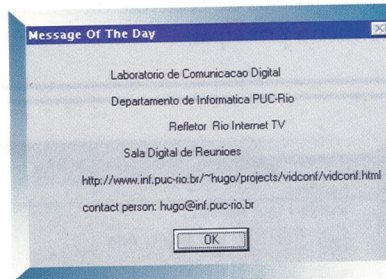 Message Of The Day
Laboratorio de Comunicacao Digital
Departamento de Informatica PUC-Rio
Refletor Rio Internet TV
Sala Digital de Reunioes
http://www.inf.puc-rio.br/~hugo/projects/vidconf/vidconf.html
contact person: hugo@inf.puc-rio.br
OK